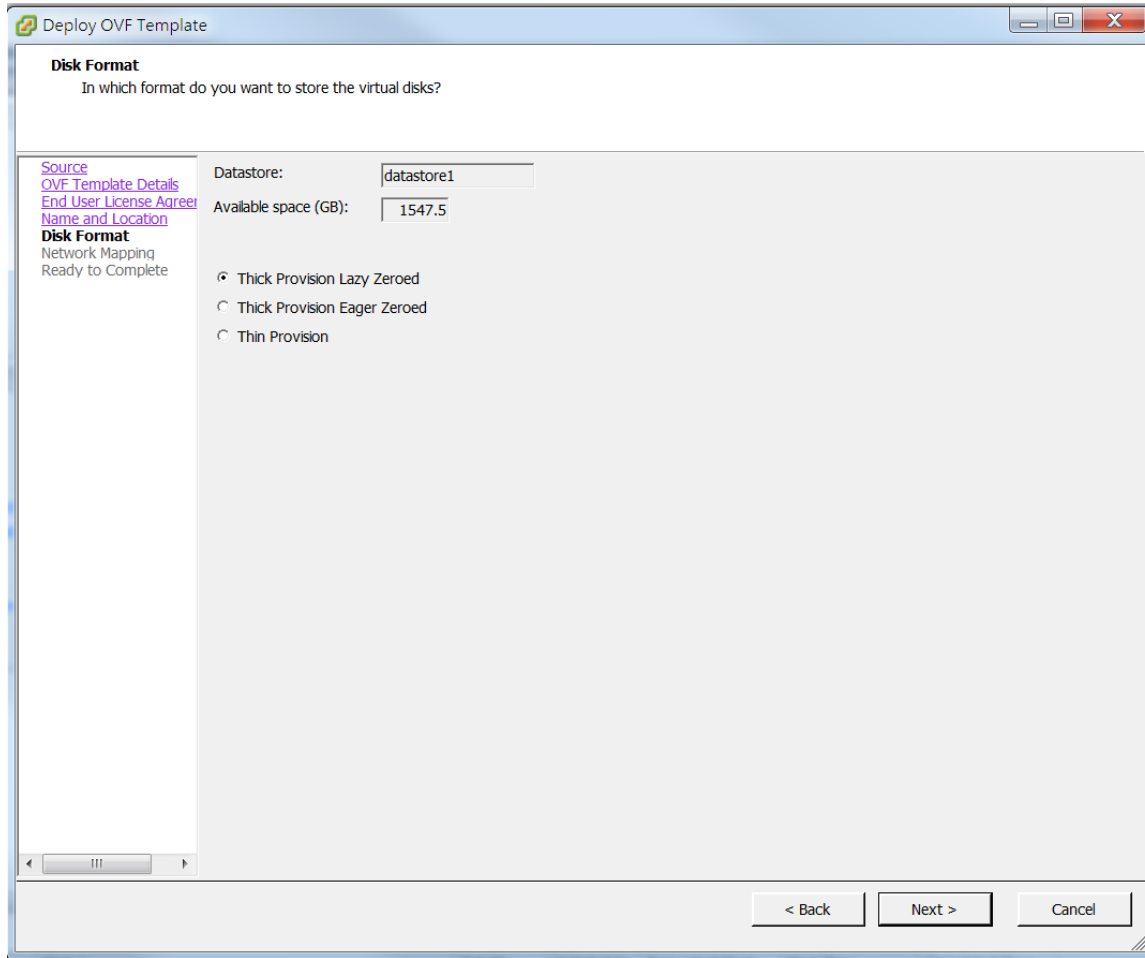 Deploy OVF Template
Disk Format
In which format do you want to store the virtual disks?
Source
OVF Template Details
End User License Agreer
Name and Location
Disk Format
Network Mapping
Ready to Complete
Datastore: datastore1
Available space (GB): 1547.5
Thick Provision Lazy Zeroed
Thick Provision Eager Zeroed
Thin Provision
< Back Next > Cancel